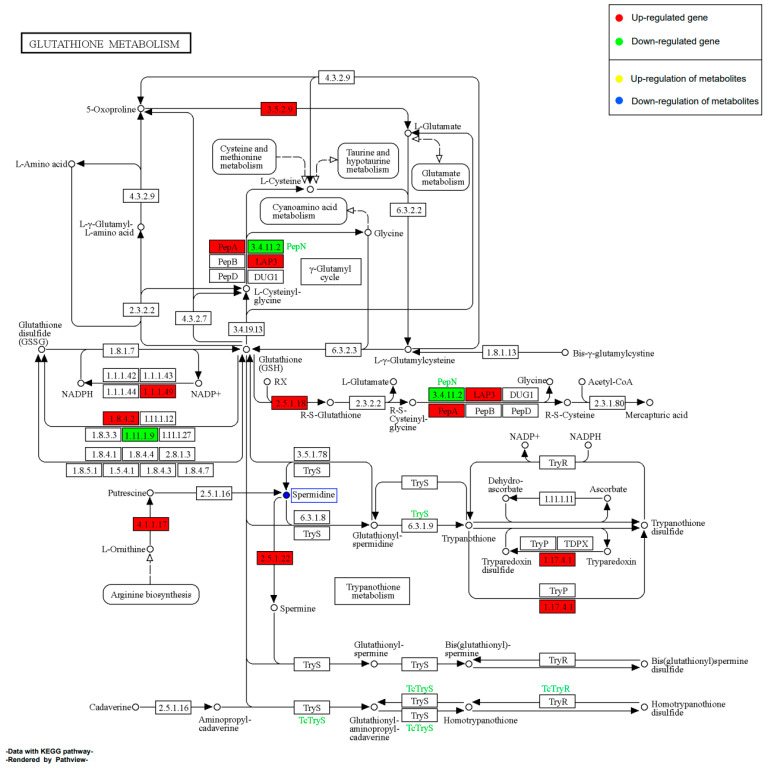 Up-regulated gene
Down-regulated gene
Up-regulation of metabolites
Down-regulation of metabolites
GLUTATHIONE METABOLISM
4.3.2.9
5-Oxoproline
3.5.2.9
L-Glutamate
L-Amino acid
Cysteine and
methionine
metabolism
Taurine and
hypotaurine
metabolism
Glutamate
metabolism
L-Cysteine
4.3.2.9
6.3.2.2
Cyanoamino acid
metabolism
L-γ-Glutamyl-
L-amino acid
Glycine
PepA
3.4.11.2
PepN
PepB
LAP3
PepD
DUG1
γ-Glutamyl
cycle
L-Cysteinyl-
glycine
2.3.2.2
4.3.2.7
3.4.19.13
Glutathione
disulfide
(GSSG)
1.8.1.7
Glutathione
(GSH)
6.3.2.3
L-γ-Glutamylcysteine
1.8.1.13
Bis-γ-glutamylcystine
1.1.1.42
1.1.1.43
NADPH
1.1.1.44
1.1.1.49
NADP+
RX
L-Glutamate
PepN
Glycine
Acetyl-CoA
2.5.1.18
R-S-Glutathione
2.3.2.2
R-S-
Cysteinyl-
glycine
3.4.11.2
LAP3
DUG1
PepA
PepB
PepD
R-S-Cysteine
2.3.1.80
Mercapturic acid
1.8.4.2
1.11.1.12
1.8.3.3
1.11.1.9
1.11.1.27
1.8.4.1
1.8.4.4
2.8.1.3
1.8.5.1
1.5.4.1
1.8.4.3
1.8.4.7
NADP+
NADPH
3.5.1.78
TryS
TryR
Putrescine
2.5.1.16
Spermidine
TryS
Dehydro-
ascorbate
Ascorbate
1.11.1.11
6.3.1.8
TryS
TryS
6.3.1.9
Glutathionyl-
spermidine
Trypanothione
Trypanothione
disulfide
4.1.1.17
TryP
TDPX
L-Ornithine
2.5.1.22
Tryparedoxin
disulfide
1.17.4.1
Tryparedoxin
Trypanothione
metabolism
TryP
1.17.4.1
Arginine biosynthesis
Spermine
Glutathionyl-
spermine
Bis(glutathionyl)-
spermine
TryS
TryS
TryR
Bis(glutathionyl)spermine
disulfide
TcTryS
TcTryR
Cadaverine
2.5.1.16
Aminopropyl-
cadaverine
TryS
TcTryS
Glutathionyl-
aminopropyl-
cadaverine
TryS
TryS
TcTryS
Homotrypanothione
TryR
Homotrypanothione
disulfide
-Data with KEGG pathway-
-Rendered by Pathview-